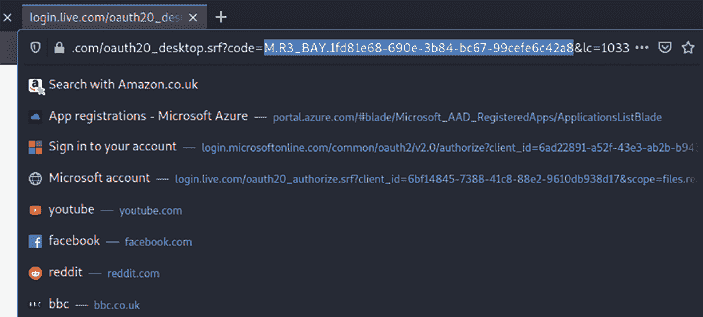 login.live.com/oauth20_des
.com/oauth20_desktop.srf?code=M.R3_BAY.1fd81e68-690e-3b84-bc67-99cefe6c42a8&lc=1033
Search with Amazon.co.uk
App registrations - Microsoft Azure — portal.azure.com/#blade/Microsoft_AAD_RegisteredApps/ApplicationsListBlade
Sign in to your account — login.microsoftonline.com/common/oauth2/v2.0/authorize?client_id=6ad22891-a52f-43e3-ab2b-b94
Microsoft account — login.live.com/oauth20_authorize.srf?client_id=6bf14845-7388-41c8-88e2-9610db938d17&scope=files.re
youtube — youtube.com
facebook — facebook.com
reddit — reddit.com
bbc — bbc.co.uk